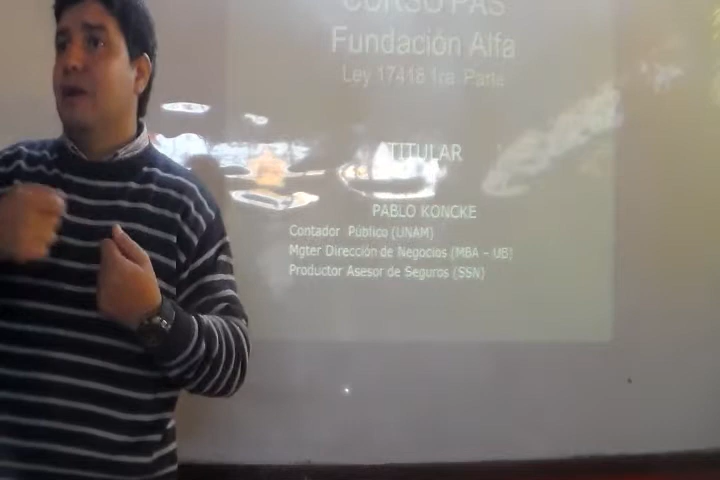 CURSO PAS
Fundación Alfa
Ley 17418 1ra. Parte
TITULAR
PABLO KONCKE
Contador Público (UNAM)
Mgter Dirección de Negocios (MBA - UB)
Productor Asesor de Seguros (SSN)